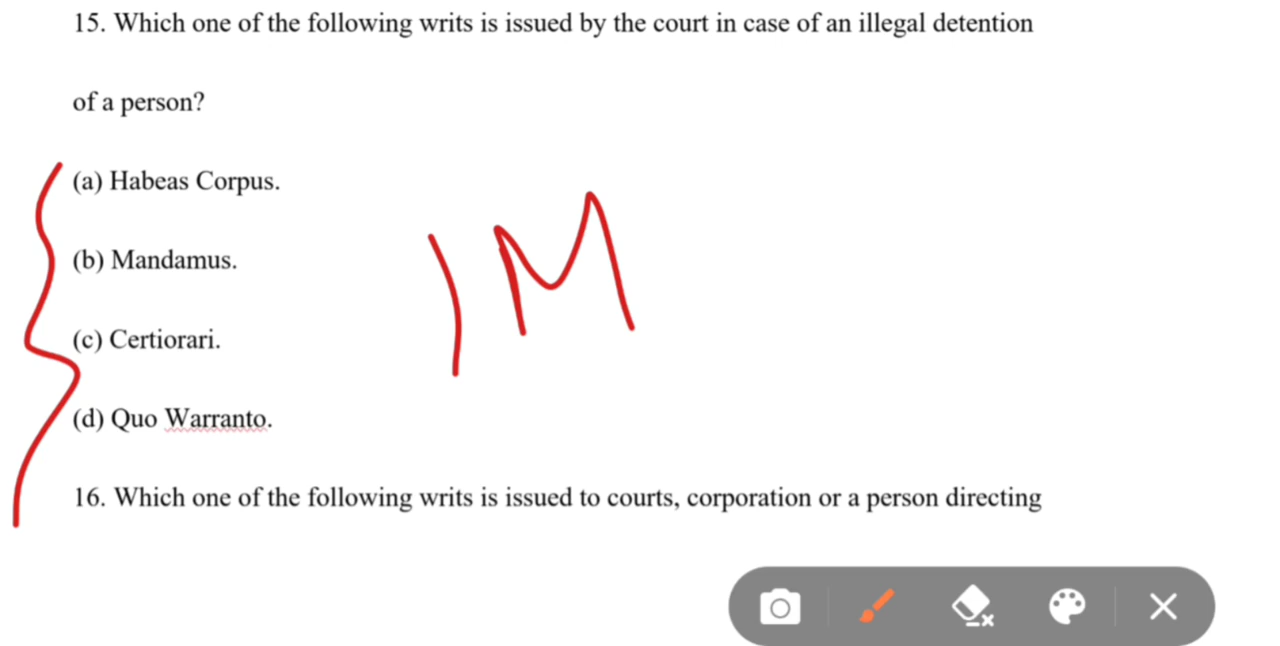 15. Which one of the following writs is issued by the court in case of an illegal detention
of a person?
(a) Habeas Corpus.
(b) Mandamus.
(c) Certiorari.
(d) Quo Warranto.
1M
16. Which one of the following writs is issued to courts, corporation or a person directing